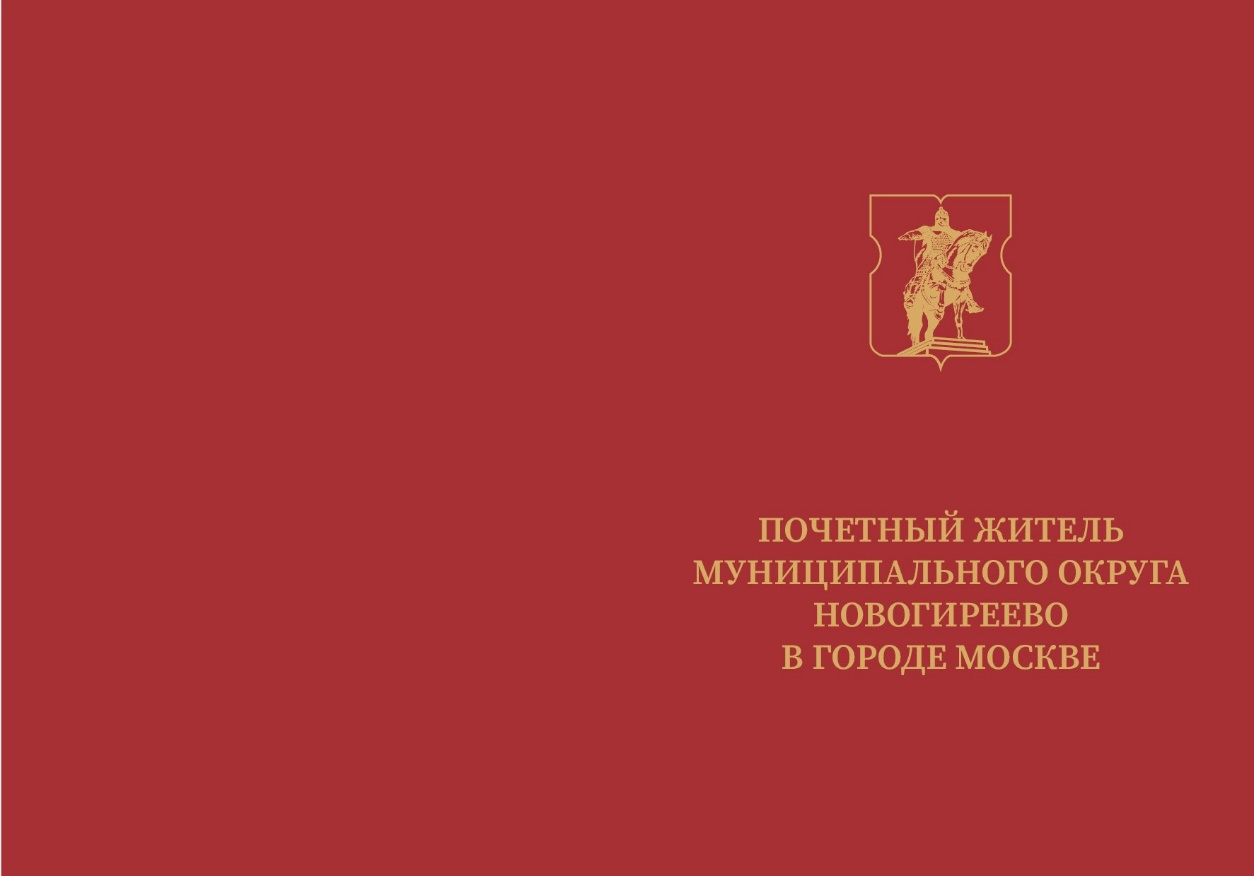 ПОЧЕТНЫЙ ЖИТЕЛЬ
МУНИЦИПАЛЬНОГО ОКРУГА
НОВОГИРЕЕВО
В ГОРОДЕ МОСКВЕ